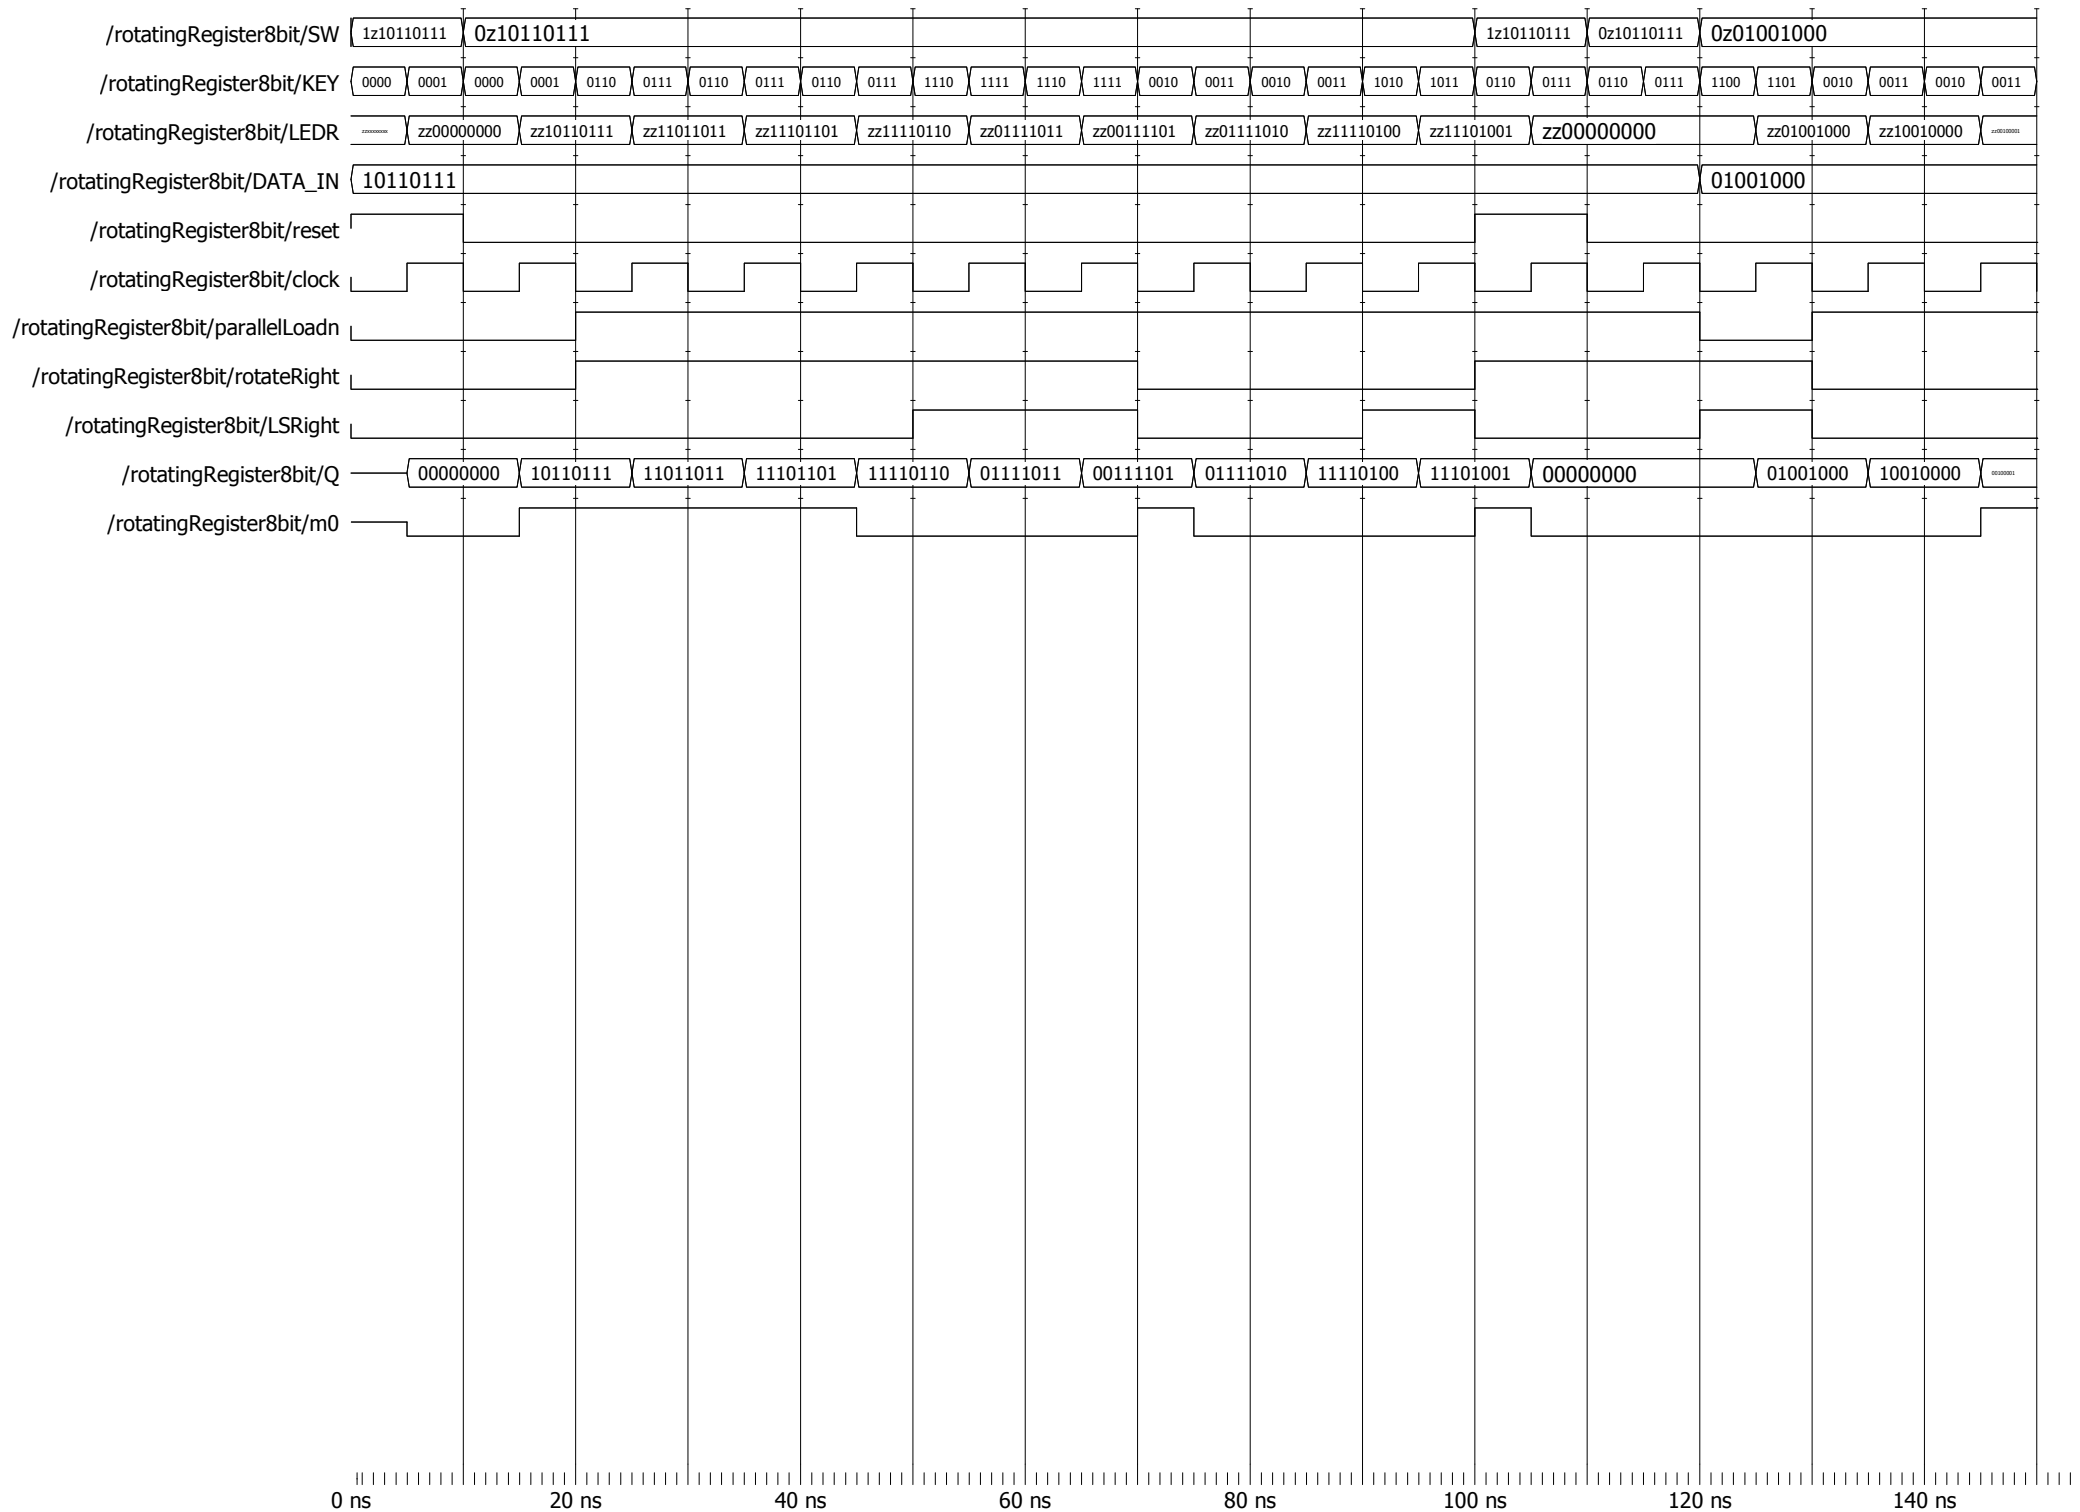 /rotatingRegister8bit/SW 1z10110111 0z10110111 1z10110111 0z10110111 0z01001000
/rotatingRegister8bit/KEY 0000 0001 0000 0001 0110 0111 0110 0111 0110 0111 1110 1111 1110 1111 0010 0011 0010 0011 1010 1011 0110 0111 0110 0111 1100 1101 0010 0011 0010 0011
/rotatingRegister8bit/LEDR zz00000000 zz10110111 zz11011011 zz11101101 zz11110110 zz01111011 zz00111101 zz01111010 zz11110100 zz11101001 zz00000000 zz01001000 zz10010000 zz00100001
/rotatingRegister8bit/DATA_IN 10110111 01001000
/rotatingRegister8bit/reset
/rotatingRegister8bit/clock
/rotatingRegister8bit/parallelLoadn
/rotatingRegister8bit/rotateRight
/rotatingRegister8bit/LSRight
/rotatingRegister8bit/Q 00000000 10110111 11011011 11101101 11110110 01111011 00111101 01111010 11110100 11101001 00000000 01001000 10010000 00100001
/rotatingRegister8bit/m0
0 ns 20 ns 40 ns 60 ns 80 ns 100 ns 120 ns 140 ns